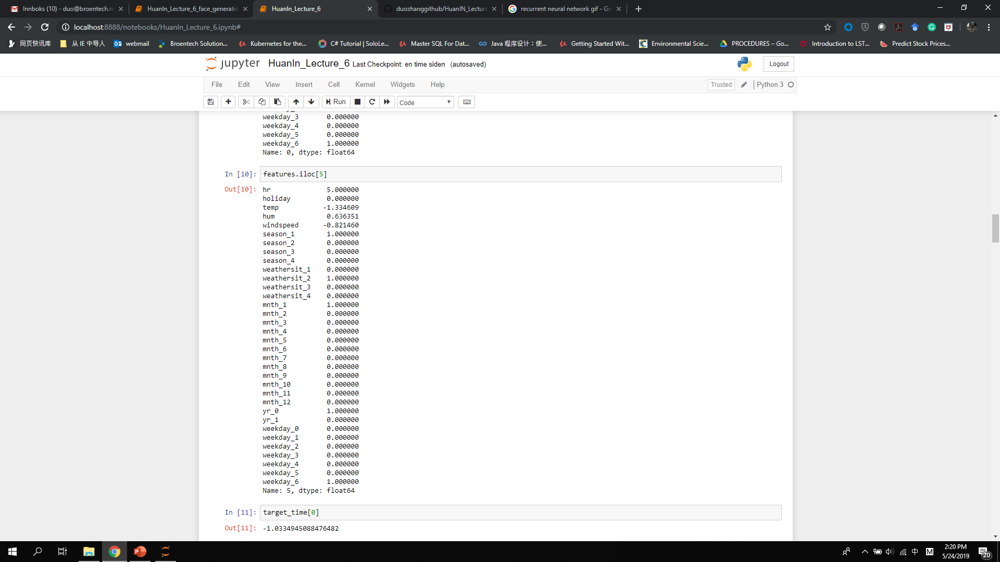 Innboks (10) - duo@broentech.n
HuanIn_Lecture_6_face_generatic
HuanIn_Lecture_6
duozhanggithub/HuanIN_Lecture
recurrent neural network gif - Go
localhost:8888/notebooks/HuanIn_Lecture_6.ipynb#
网页快讯库
从 IE 中导入
webmail
Broentech Solution...
Kubernetes for the...
C# Tutorial | SoloLe...
Master SQL For Dat...
Java 程序设计：使...
Getting Started Wit...
Environmental Scie...
PROCEDURES – Go...
Introduction to LST...
Predict Stock Prices...
jupyter HuanIn_Lecture_6 Last Checkpoint: en time siden (autosaved)
Logout
File Edit View Insert Cell Kernel Widgets Help
Trusted Python 3
Run Code
weekday_3 0.000000
weekday_4 0.000000
weekday_5 0.000000
weekday_6 1.000000
Name: 0, dtype: float64
In [10]: features.iloc[5]
Out[10]: hr 5.000000
holiday 0.000000
temp -1.334609
hum 0.636351
windspeed -0.821460
season_1 1.000000
season_2 0.000000
season_3 0.000000
season_4 0.000000
weathersit_1 0.000000
weathersit_2 1.000000
weathersit_3 0.000000
weathersit_4 0.000000
mnth_1 1.000000
mnth_2 0.000000
mnth_3 0.000000
mnth_4 0.000000
mnth_5 0.000000
mnth_6 0.000000
mnth_7 0.000000
mnth_8 0.000000
mnth_9 0.000000
mnth_10 0.000000
mnth_11 0.000000
mnth_12 0.000000
yr_0 1.000000
yr_1 0.000000
weekday_0 0.000000
weekday_1 0.000000
weekday_2 0.000000
weekday_3 0.000000
weekday_4 0.000000
weekday_5 0.000000
weekday_6 1.000000
Name: 5, dtype: float64
In [11]: target_time[0]
Out[11]: -1.0334945088476482
中
M
2:20 PM
5/24/2019
20